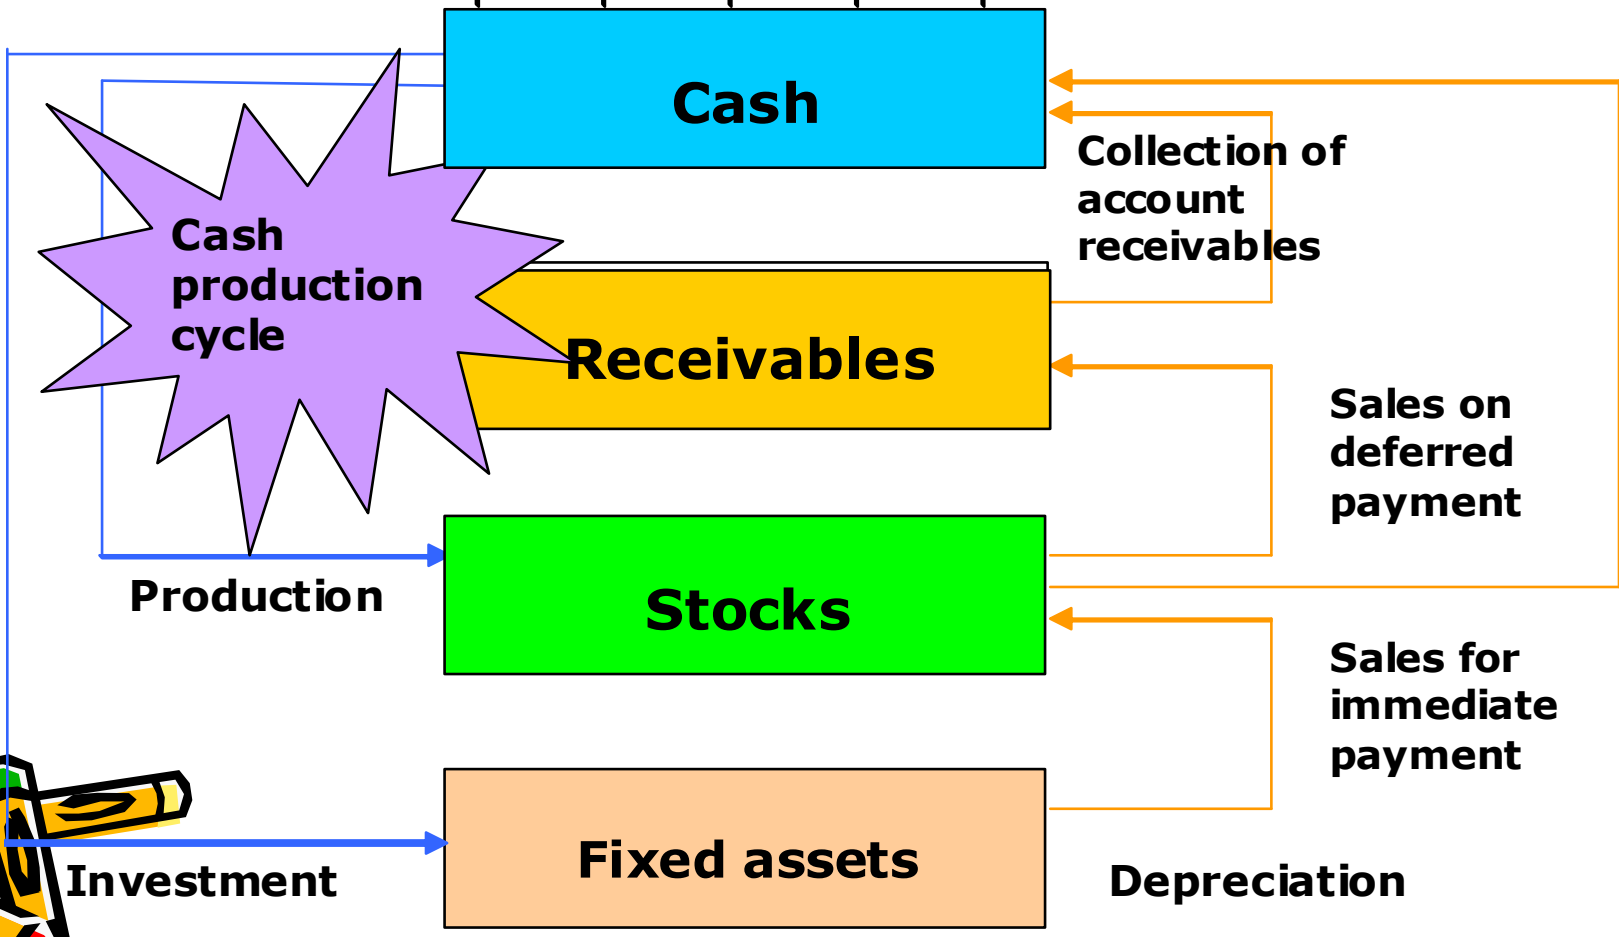 Cash
Collection of
account
receivables
Cash
production
cycle
Receivables
Sales on
deferred
payment
Production
Stocks
Sales for
immediate
payment
Investment
Fixed assets
Depreciation